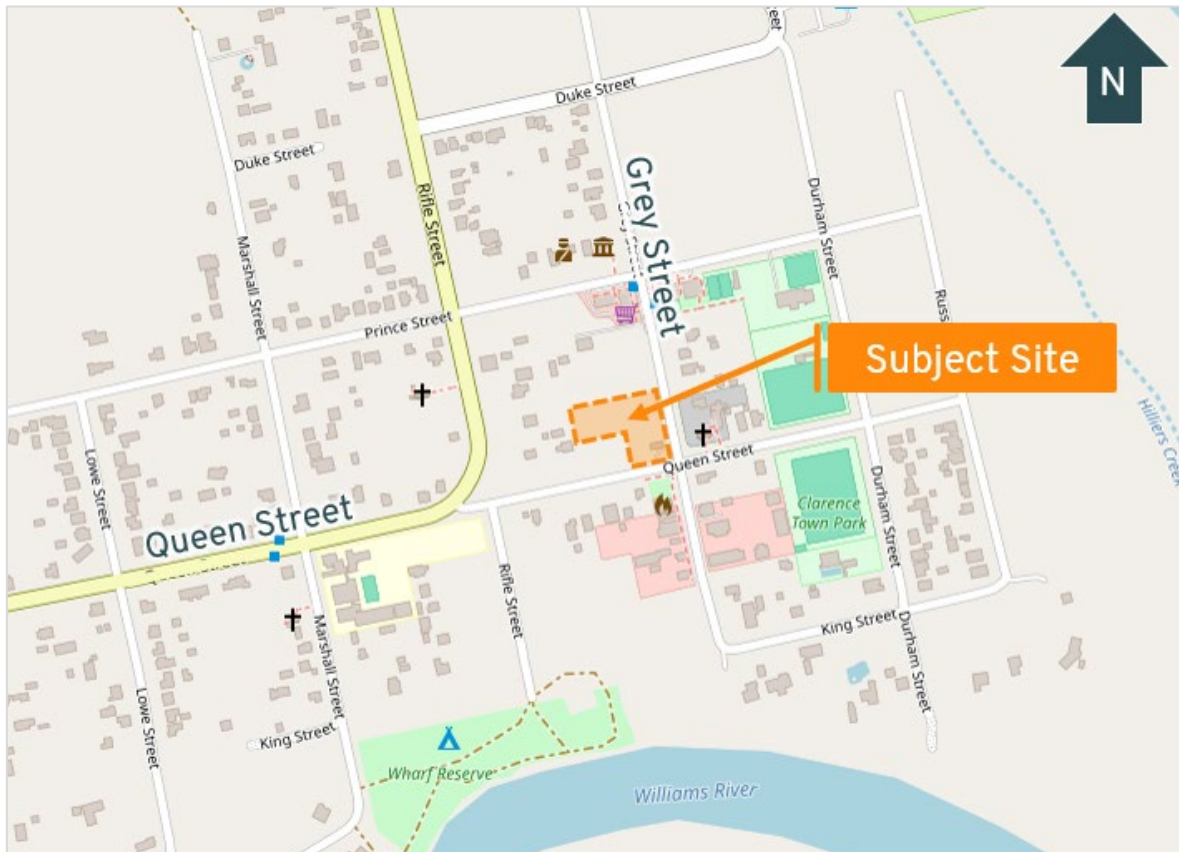 N
Duke Street
Duke Street
Grey Street
Durham Street
Rifle Street
Marshall Street
Prince Street
Subject Site
Hilliers Creek
Lowe Street
Queen Street
Queen Street
Clarence
Town Park
Durham Street
Rifle Street
Marshall Street
King Street
Durham Street
Lowe Street
King Street
Wharf Reserve
Williams River